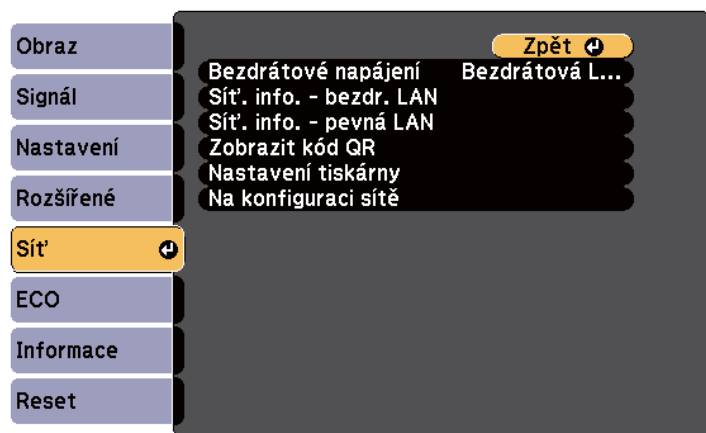 Obraz
Signál
Nastavení
Rozšířené
Síť
ECO
Informace
Reset
Zpět
Bezdrátové napájení Bezdrátová L...
Síť. info. - bezdr. LAN
Síť. info. - pevná LAN
Zobrazit kód QR
Nastavení tiskárny
Na konfiguraci sítě